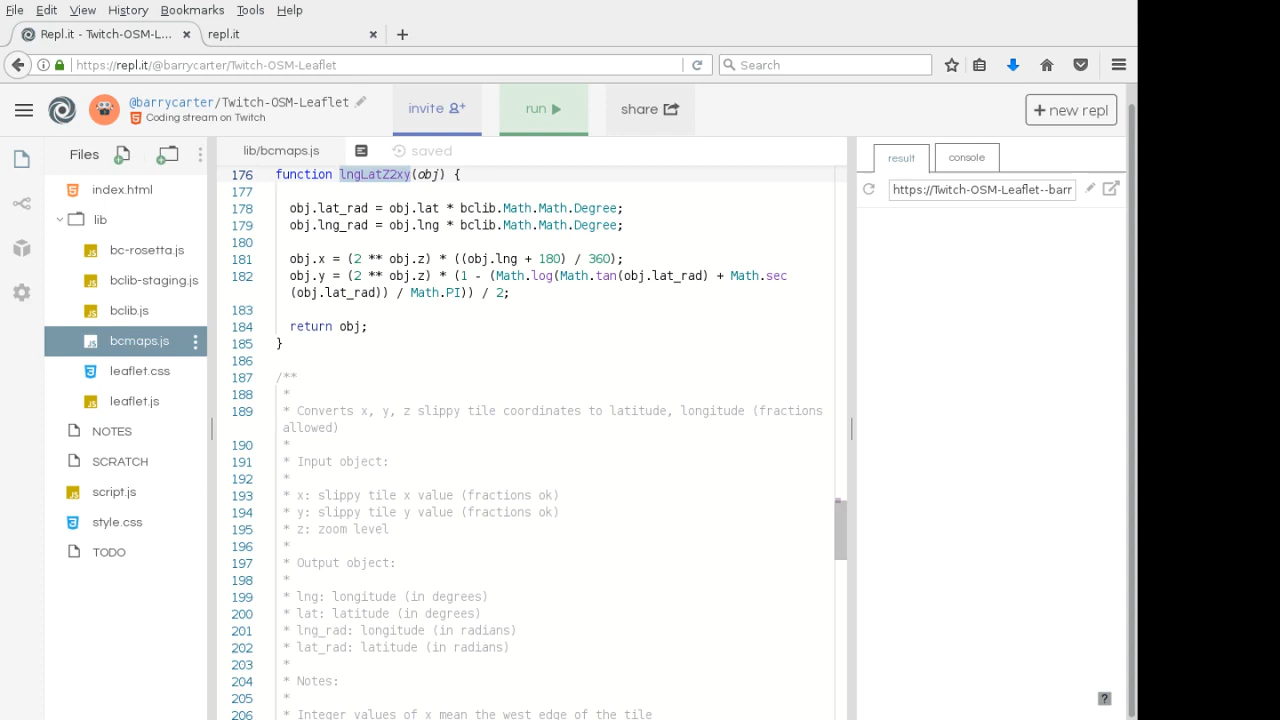 File Edit View History Bookmarks Tools Help
Repl.it - Twitch-OSM-L...
repl.it
https://repl.it/@barrycarter/Twitch-OSM-Leaflet
Search
@barrycarter/Twitch-OSM-Leaflet
Coding stream on Twitch
invite
run
share
+ new repl
Files
lib/bcmaps.js
saved
result
console
https://Twitch-OSM-Leaflet--barr
index.html
lib
bc-rosetta.js
bclib-staging.js
bclib.js
bcmaps.js
leaflet.css
leaflet.js
NOTES
SCRATCH
script.js
style.css
TODO
176 function lngLatZ2xy(obj) {
177
178 obj.lat_rad = obj.lat * bclib.Math.Math.Degree;
179 obj.lng_rad = obj.lng * bclib.Math.Math.Degree;
180
181 obj.x = (2 ** obj.z) * ((obj.lng + 180) / 360);
182 obj.y = (2 ** obj.z) * (1 - (Math.log(Math.tan(obj.lat_rad) + Math.sec
(obj.lat_rad)) / Math.PI)) / 2;
183
184 return obj;
185 }
186
187 /**
188 *
189 * Converts x, y, z slippy tile coordinates to latitude, longitude (fractions
allowed)
190 *
191 * Input object:
192 *
193 * x: slippy tile x value (fractions ok)
194 * y: slippy tile y value (fractions ok)
195 * z: zoom level
196 *
197 * Output object:
198 *
199 * lng: longitude (in degrees)
200 * lat: latitude (in degrees)
201 * lng_rad: longitude (in radians)
202 * lat_rad: latitude (in radians)
203 *
204 * Notes:
205 *
206 * Integer values of x mean the west edge of the tile
?